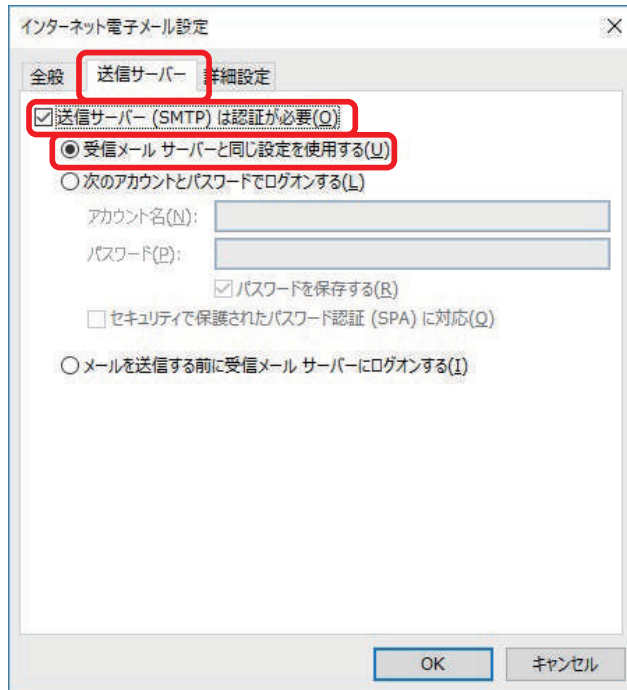 インターネット電子メール設定
全般 送信サーバー 詳細設定
送信サーバー (SMTP) は認証が必要(O)
受信メール サーバーと同じ設定を使用する(U)
次のアカウントとパスワードでログオンする(L)
アカウント名(N):
パスワード(P):
パスワードを保存する(R)
セキュリティで保護されたパスワード認証 (SPA) に対応(Q)
メールを送信する前に受信メール サーバーにログオンする(I)
OK キャンセル